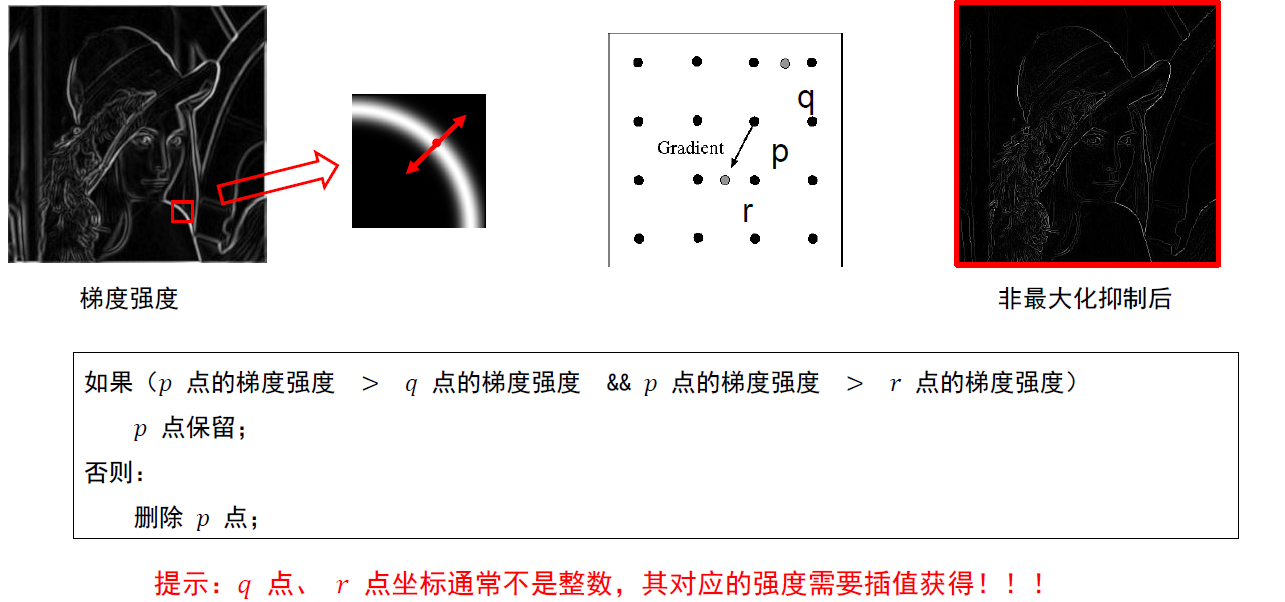 q
Gradient
p
r
梯度强度
非最大化抑制后
如果（p 点的梯度强度 > q 点的梯度强度 && p 点的梯度强度 > r 点的梯度强度）
p 点保留；
否则：
删除 p 点；
提示：q 点、 r 点坐标通常不是整数，其对应的强度需要插值获得！！！